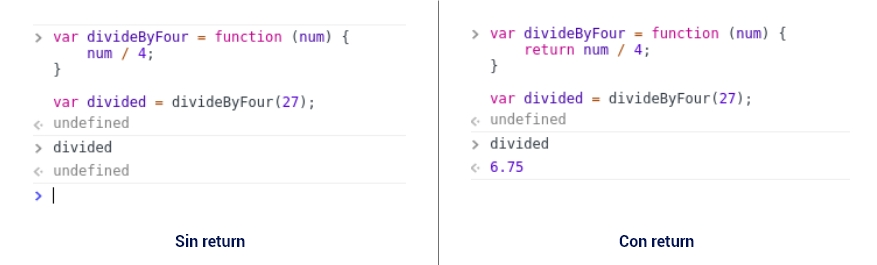 > var divideByFour = function (num) {
num / 4;
}
var divided = divideByFour(27);
undefined
> divided
undefined
>
Sin return
> var divideByFour = function (num) {
return num / 4;
}
var divided = divideByFour(27);
undefined
> divided
6.75
Con return